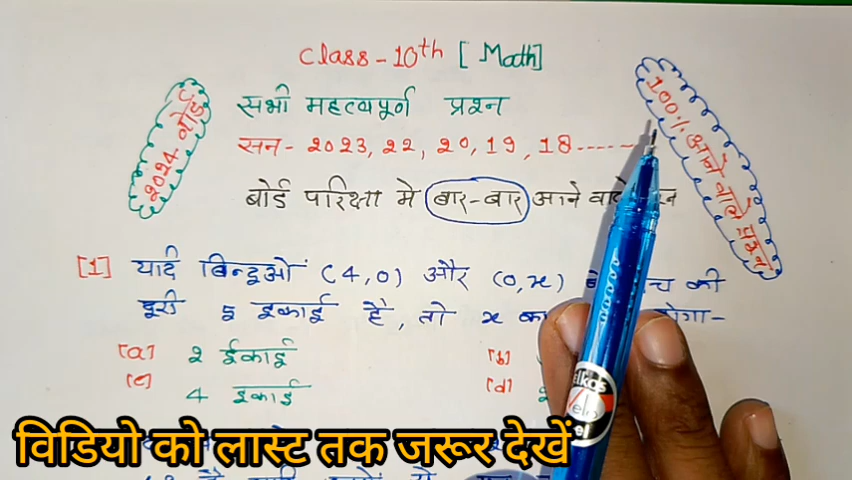 Class-10th [ Math]
2024-बोर्ड
100% आने वाले प्रश्न
सभी महत्वपूर्ण प्रश्न
सन- 2023, 22, 20, 19, 18------
बोर्ड परिक्षा मे बार-बार आने वाले
[1] यदि बिन्दुओं (4,0) और (0,x) की
दूरी 5 इकाई है, तो x का होगा-
(a) 2 ईकाई (b)
(c) 4 इकाई (d)
विडियो को लास्ट तक जरूर देखें